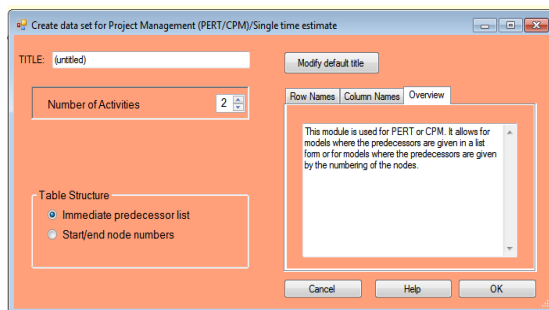 Create data set for Project Management (PERT/CPM)/Single time estimate
TITLE: (untitled)
Modify default title
Number of Activities 2
Row Names Column Names Overview
This module is used for PERT or CPM. It allows for
models where the predecessors are given in a list
form or for models where the predecessors are given
by the numbering of the nodes.
Table Structure
Immediate predecessor list
Start/end node numbers
Cancel Help OK